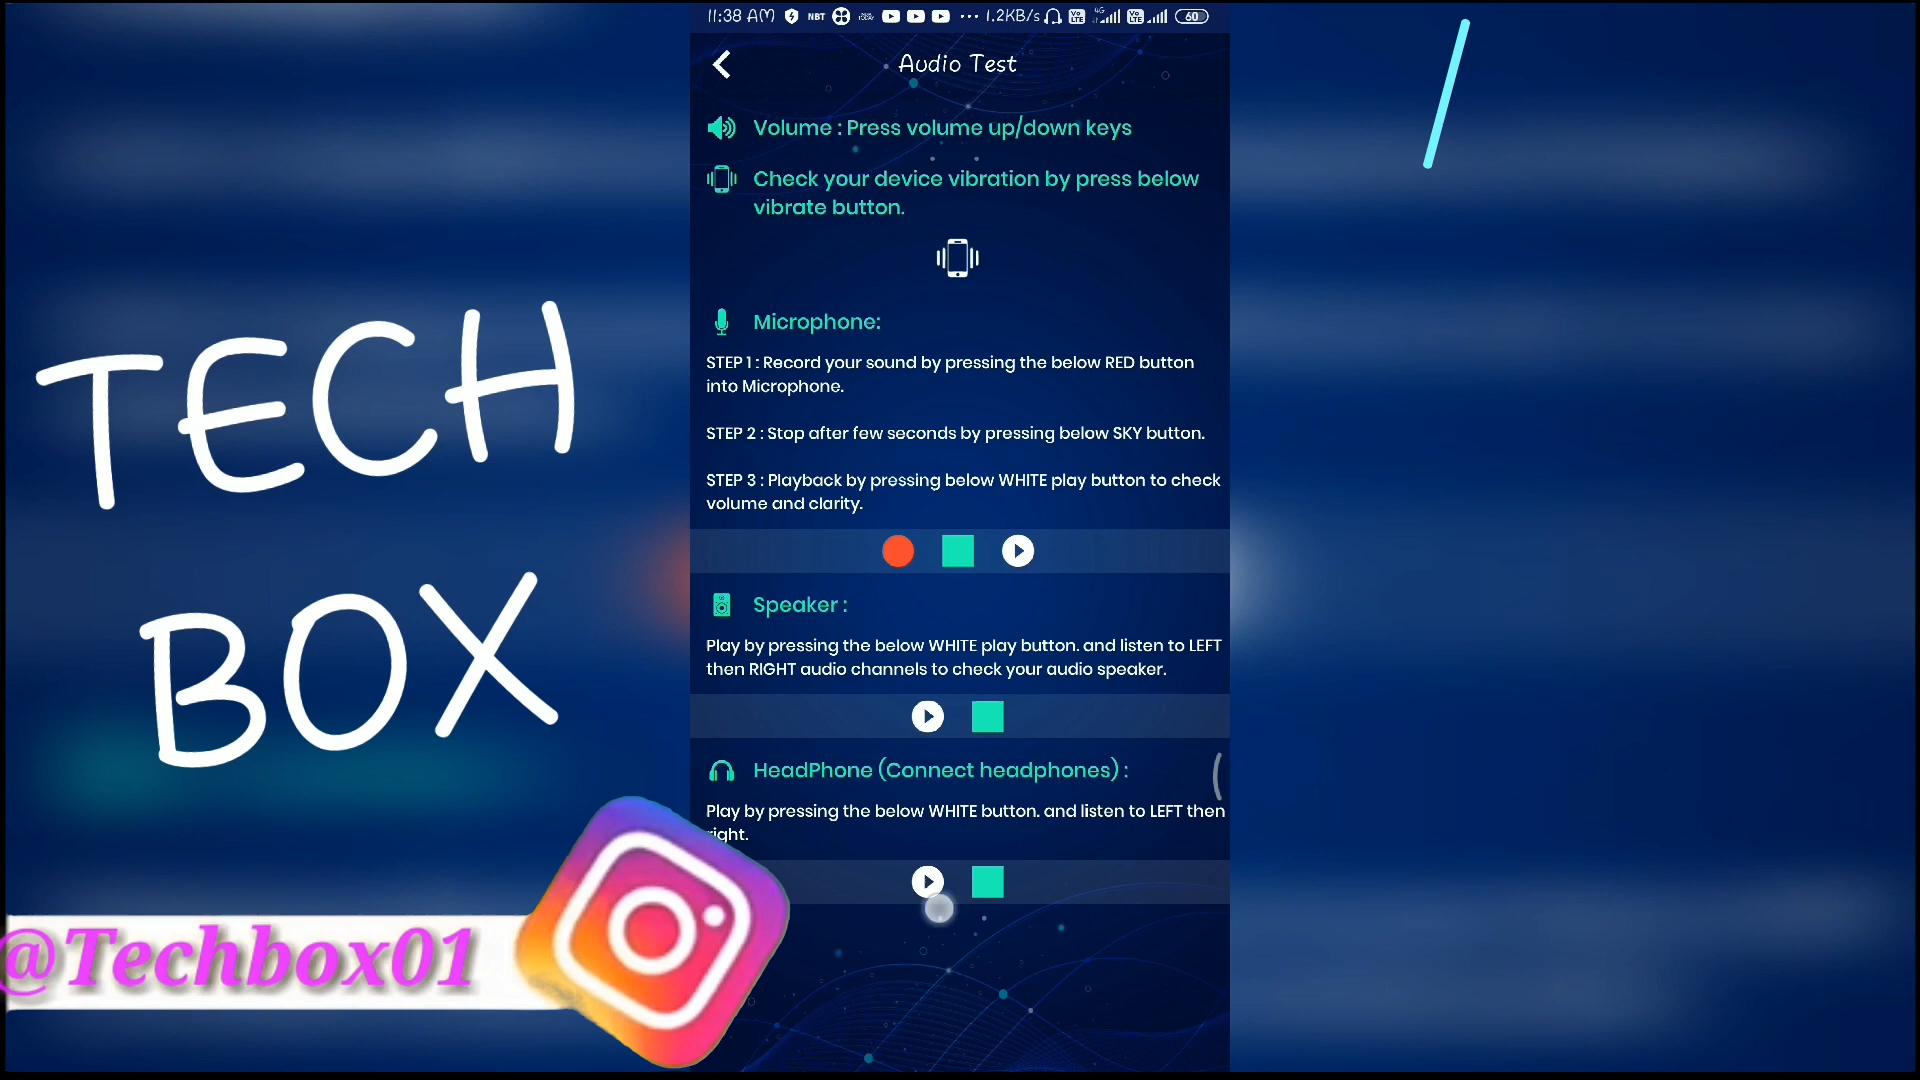 11:38 AM NBT 1.2KB/s 4G 60
Audio Test
Volume : Press volume up/down keys
Check your device vibration by press below
vibrate button.
Microphone:
STEP 1 : Record your sound by pressing the below RED button
into Microphone.
STEP 2 : Stop after few seconds by pressing below SKY button.
STEP 3 : Playback by pressing below WHITE play button to check
volume and clarity.
Speaker :
Play by pressing the below WHITE play button. and listen to LEFT
then RIGHT audio channels to check your audio speaker.
HeadPhone (Connect headphones) :
Play by pressing the below WHITE button. and listen to LEFT then
right.
TECH
BOX
@Techbox01